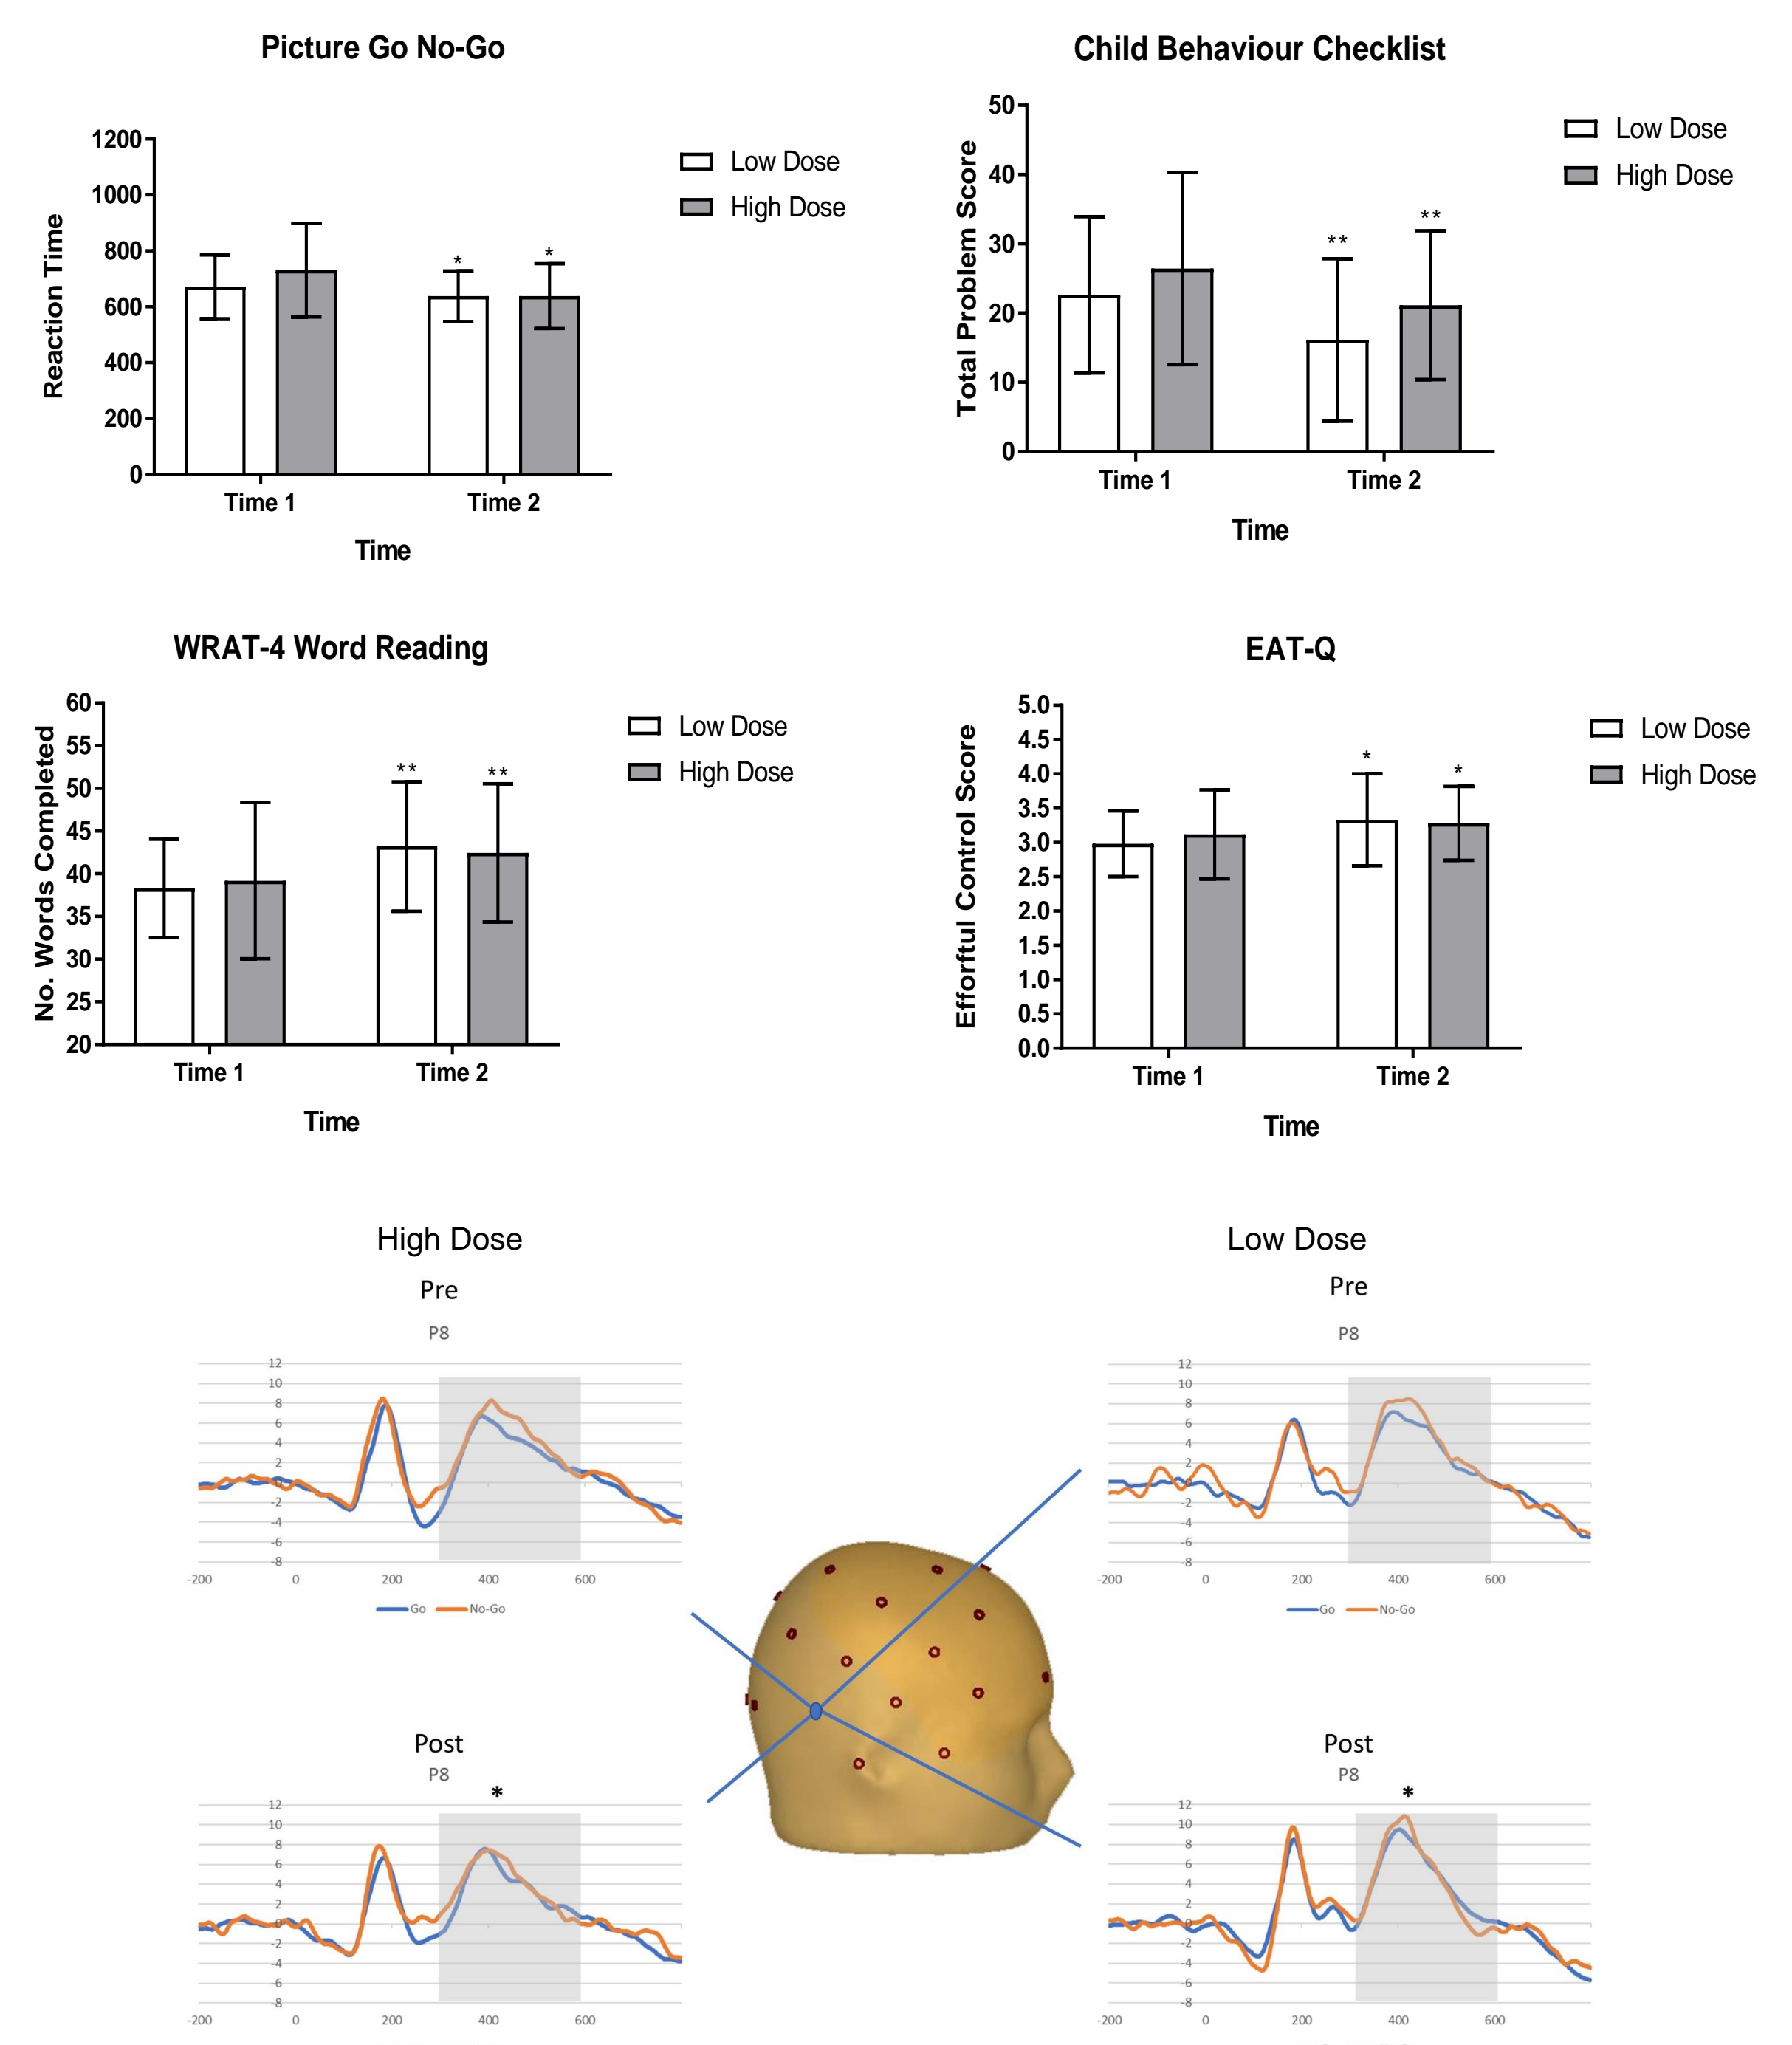 Picture Go No-Go
1200
1000
800
600
400
200
0
Reaction Time
Low Dose
High Dose
*
*
Time 1
Time 2
Time
Child Behaviour Checklist
50
40
30
20
10
0
Total Problem Score
Low Dose
High Dose
**
**
Time 1
Time 2
Time
WRAT-4 Word Reading
60
55
50
45
40
35
30
25
20
No. Words Completed
Low Dose
High Dose
**
**
Time 1
Time 2
Time
EAT-Q
5.0
4.5
4.0
3.5
3.0
2.5
2.0
1.5
1.0
0.5
0.0
Efforftul Control Score
Low Dose
High Dose
*
*
Time 1
Time 2
Time
High Dose
Pre
P8
12
10
8
6
4
2
0
-2
-4
-6
-8
-200 0 200 400 600
Go No-Go
Low Dose
Pre
P8
12
10
8
6
4
2
0
-2
-4
-6
-8
-200 0 200 400 600
Go No-Go
Post
P8
*
12
10
8
6
4
2
0
-2
-4
-6
-8
-200 0 200 400 600
Post
P8
*
12
10
8
6
4
2
0
-2
-4
-6
-8
-200 0 200 400 600